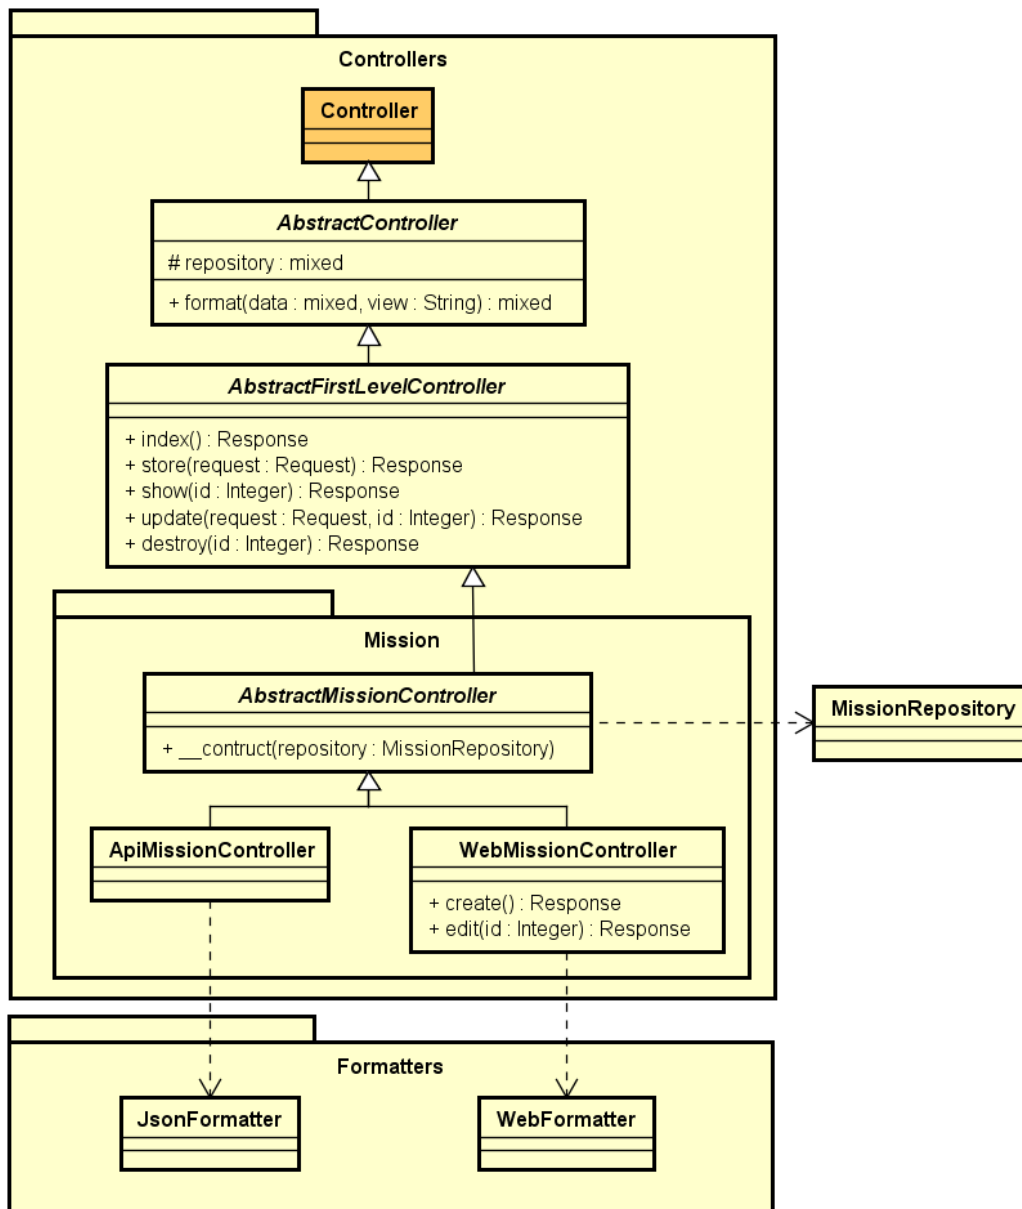 Controllers
Controller
AbstractController
# repository : mixed
+ format(data : mixed, view : String) : mixed
AbstractFirstLevelController
+ index() : Response
+ store(request : Request) : Response
+ show(id : Integer) : Response
+ update(request : Request, id : Integer) : Response
+ destroy(id : Integer) : Response
Mission
AbstractMissionController
+ __contruct(repository : MissionRepository)
MissionRepository
ApiMissionController
WebMissionController
+ create() : Response
+ edit(id : Integer) : Response
Formatters
JsonFormatter
WebFormatter